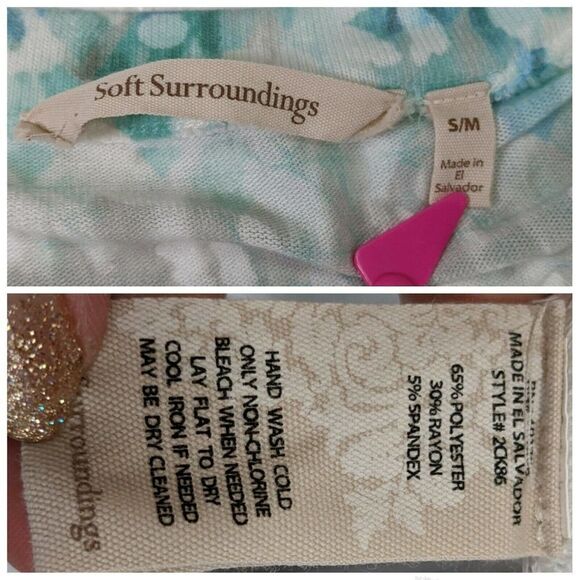 Soft Surroundings
S/M
Made in
El
Salvador
MADE IN EL SALVADOR
STYLE# 2CK86
65% POLYESTER
30% RAYON
5% SPANDEX
HAND WASH COLD
ONLY NON-CHLORINE
BLEACH WHEN NEEDED
LAY FLAT TO DRY
COOL IRON IF NEEDED
MAY BE DRY CLEANED
urroundings